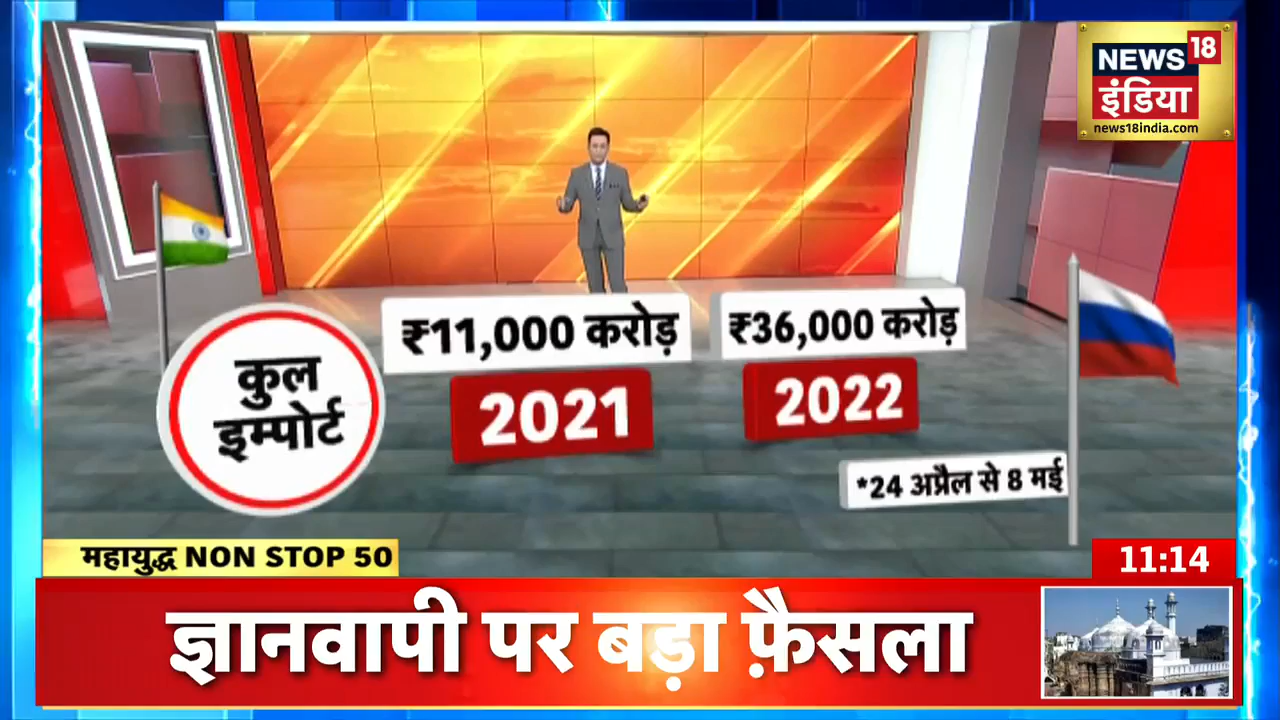 NEWS 18
इंडिया
news18india.com
₹11,000 करोड़
₹36,000 करोड़
कुल
इम्पोर्ट
2021
2022
*24 अप्रैल से 8 मई
महायुद्ध NON STOP 50
11:14
ज्ञानवापी पर बड़ा फ़ैसला